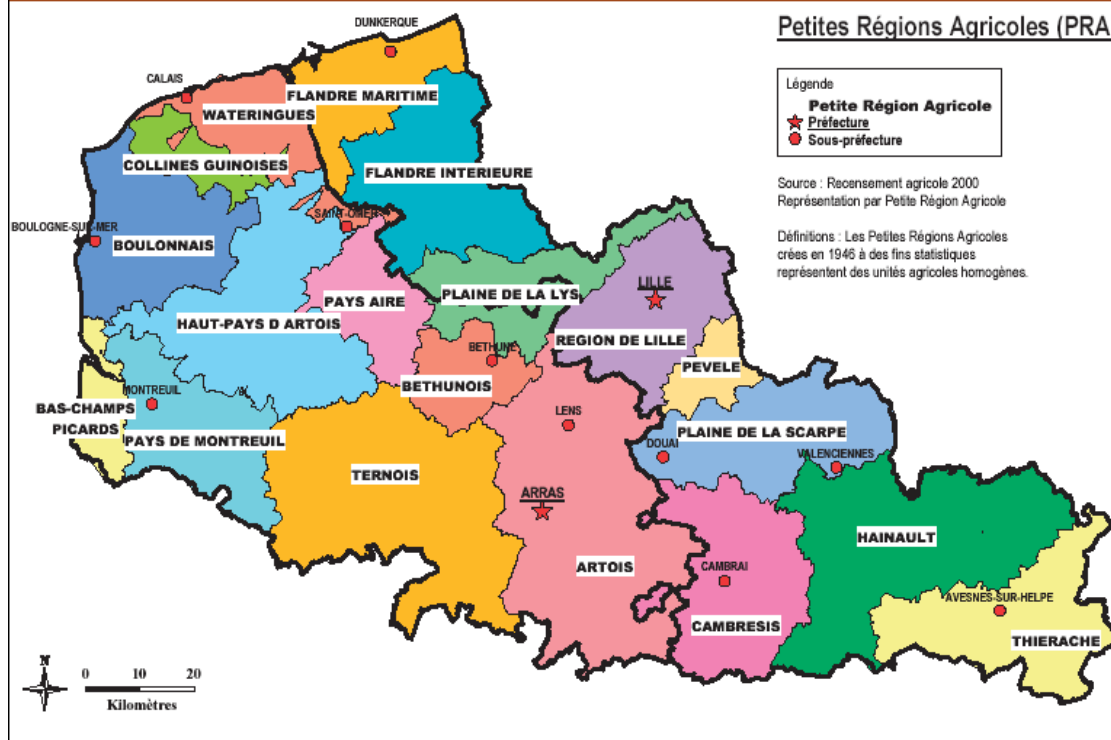 Petites Régions Agricoles (PRA
Légende
Petite Région Agricole
Préfecture
Sous-préfecture
Source : Recensement agricole 2000
Représentation par Petite Région Agricole
Définitions : Les Petites Régions Agricoles
crées en 1946 à des fins statistiques
représentent des unités agricoles homogènes.
DUNKERQUE
CALAIS
FLANDRE MARITIME
WATERINGUES
COLLINES GUINOISES
FLANDRE INTERIEURE
SAINT-OMER
BOULOGNE-SUR-MER
BOULONNAIS
LILLE
PAYS AIRE
PLAINE DE LA LYS
HAUT-PAYS D ARTOIS
REGION DE LILLE
BETHUNE
PEVELE
BETHUNOIS
MONTREUIL
BAS-CHAMPS
PICARDS
LENS
PAYS DE MONTREUIL
PLAINE DE LA SCARPE
DOUAI
VALENCIENNES
TERNOIS
ARRAS
HAINAULT
ARTOIS
CAMBRAI
AVESNES-SUR-HELPE
CAMBRESIS
THIERACHE
N
0 10 20
Kilomètres